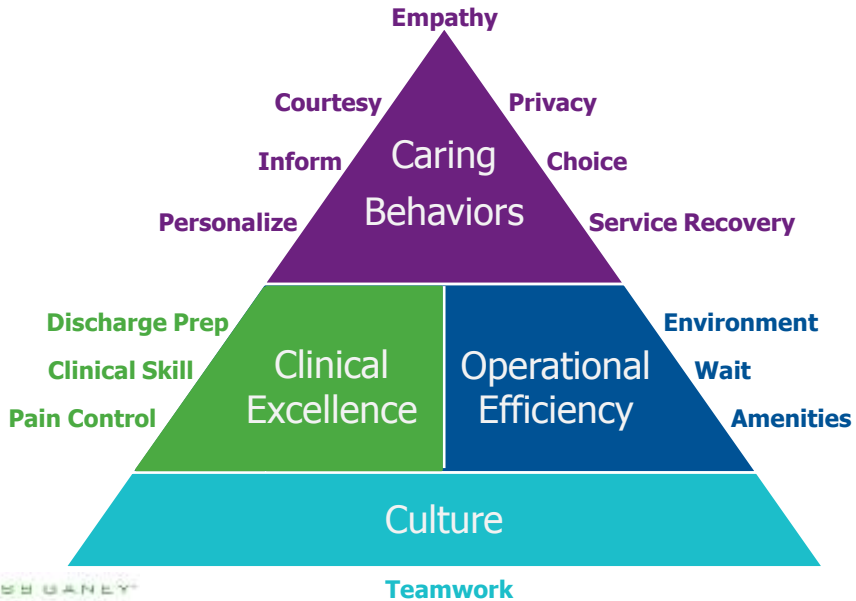 Empathy
Courtesy
Privacy
Inform
Caring
Behaviors
Choice
Personalize
Service Recovery
Discharge Prep
Environment
Clinical Skill
Clinical
Excellence
Operational
Efficiency
Wait
Pain Control
Amenities
Culture
GANEY
Teamwork